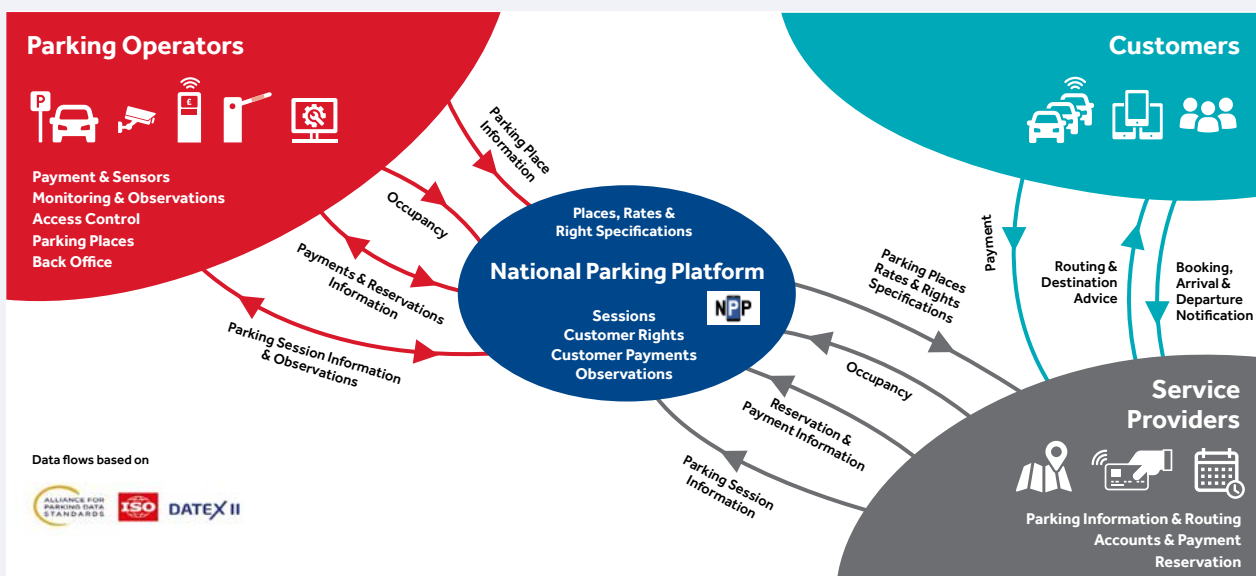 Parking Operators
P
£
Payment & Sensors
Monitoring & Observations
Access Control
Parking Places
Back Office
Customers
Parking Place
Information
Occupancy
Payments & Reservations
Information
Parking Session Information
& Observations
Places, Rates &
Right Specifications
National Parking Platform
NPP
Sessions
Customer Rights
Customer Payments
Observations
Parking Places
Rates & Rights
Specifications
Occupancy
Reservation &
Payment Information
Parking Session
Information
Payment
Routing &
Destination
Advice
Booking,
Arrival &
Departure
Notification
Service
Providers
Parking Information & Routing
Accounts & Payment
Reservation
Data flows based on
ALLIANCE FOR
PARKING DATA
STANDARDS
ISO
DATEX II